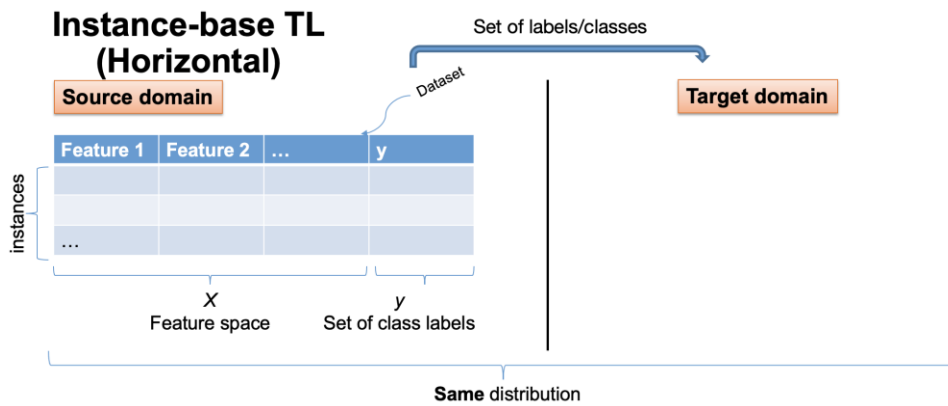 Instance-base TL
(Horizontal)
Set of labels/classes
Source domain
Dataset
Target domain
Feature 1 Feature 2 ... y
instances
...
X
Feature space
y
Set of class labels
Same distribution